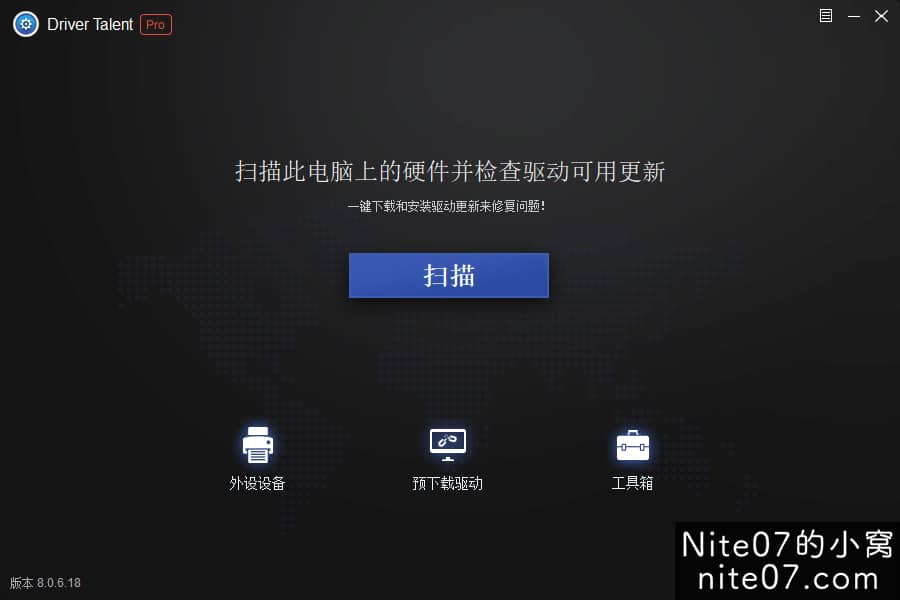 Driver Talent Pro
扫描此电脑上的硬件并检查驱动可用更新
一键下载和安装驱动更新来修复问题!
扫描
外设设备 预下载驱动 工具箱
Nite07的小窝
nite07.com
版本 8.0.6.18